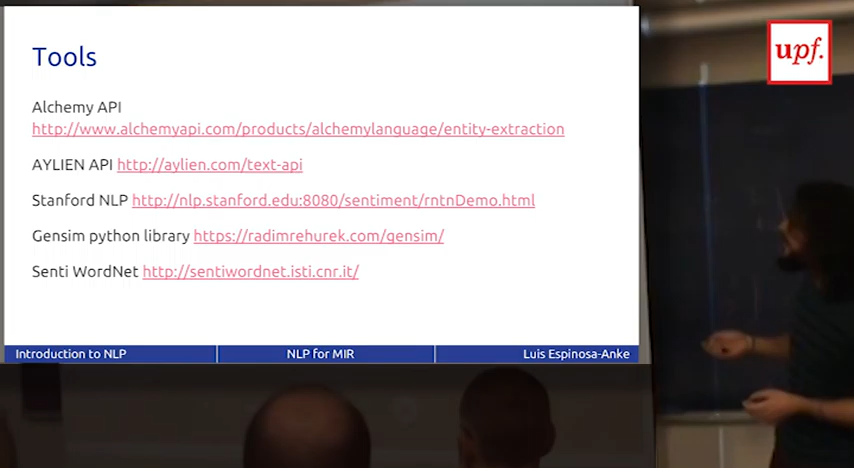 upf.
Tools
Alchemy API
http://www.alchemyapi.com/products/alchemylanguage/entity-extraction
AYLIEN API http://aylien.com/text-api
Stanford NLP http://nlp.stanford.edu:8080/sentiment/rntnDemo.html
Gensim python library https://radimrehurek.com/gensim/
Senti WordNet http://sentiwordnet.isti.cnr.it/
Introduction to NLP
NLP for MIR
Luis Espinosa-Anke